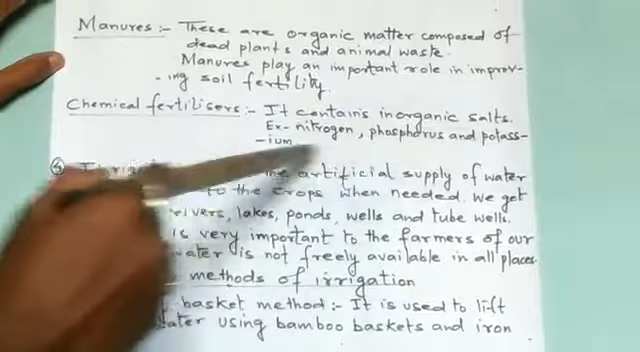 Manures :- These are organic matter composed of
dead plants and animal waste.
Manures play an important role in improv-
-ing soil fertility.
Chemical fertilisers :- It contains inorganic salts.
Ex- nitrogen, phosphorus and potass-
-ium
artificial supply of water
to the crops when needed. We get
rivers, lakes, ponds, wells and tube wells.
is very important to the farmers of our
water is not freely available in all places.
methods of irrigation
basket method :- It is used to lift
water using bamboo baskets and iron